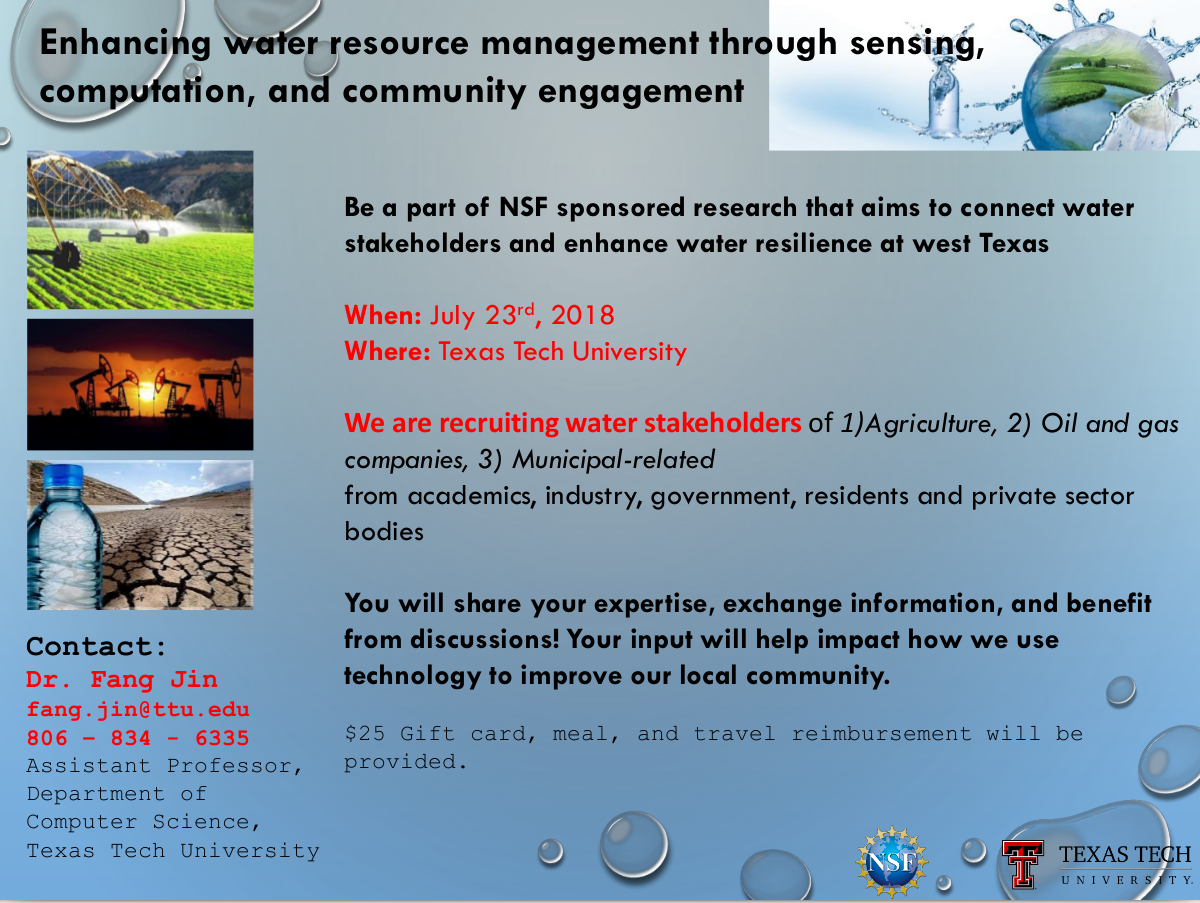 Enhancing water resource management through sensing,
computation, and community engagement
Be a part of NSF sponsored research that aims to connect water
stakeholders and enhance water resilience at west Texas
When: July 23rd, 2018
Where: Texas Tech University
We are recruiting water stakeholders of 1)Agriculture, 2) Oil and gas
companies, 3) Municipal-related
from academics, industry, government, residents and private sector
bodies
You will share your expertise, exchange information, and benefit
from discussions! Your input will help impact how we use
technology to improve our local community.
$25 Gift card, meal, and travel reimbursement will be
provided.
Contact:
Dr. Fang Jin
fang.jin@ttu.edu
806 – 834 - 6335
Assistant Professor,
Department of
Computer Science,
Texas Tech University
NSF
TEXAS TECH
UNIVERSITY.